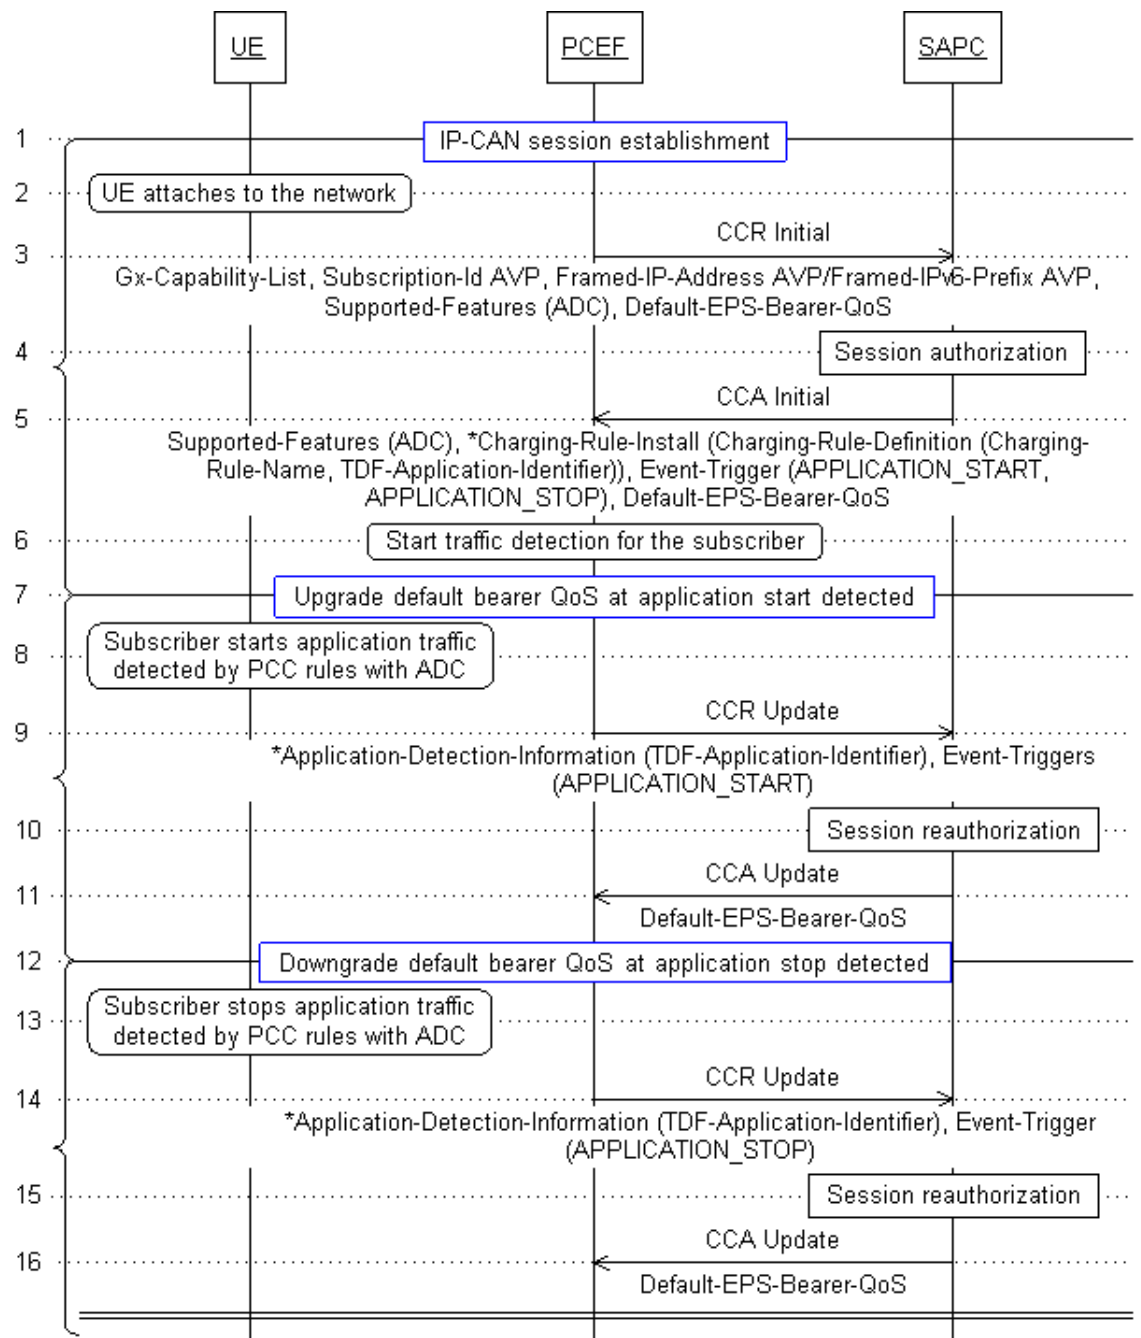 UE PCEF SAPC
1 IP-CAN session establishment
2 UE attaches to the network
CCR Initial
3
Gx-Capability-List, Subscription-Id AVP, Framed-IP-Address AVP/Framed-IPv6-Prefix AVP,
Supported-Features (ADC), Default-EPS-Bearer-QoS
4 Session authorization
CCA Initial
5
Supported-Features (ADC), *Charging-Rule-Install (Charging-Rule-Definition (Charging-
Rule-Name, TDF-Application-Identifier)), Event-Trigger (APPLICATION_START,
APPLICATION_STOP), Default-EPS-Bearer-QoS
6 Start traffic detection for the subscriber
7 Upgrade default bearer QoS at application start detected
Subscriber starts application traffic
8
detected by PCC rules with ADC
CCR Update
9
*Application-Detection-Information (TDF-Application-Identifier), Event-Triggers
(APPLICATION_START)
10 Session reauthorization
CCA Update
11
Default-EPS-Bearer-QoS
12 Downgrade default bearer QoS at application stop detected
Subscriber stops application traffic
13
detected by PCC rules with ADC
CCR Update
14
*Application-Detection-Information (TDF-Application-Identifier), Event-Trigger
(APPLICATION_STOP)
15 Session reauthorization
CCA Update
16
Default-EPS-Bearer-QoS